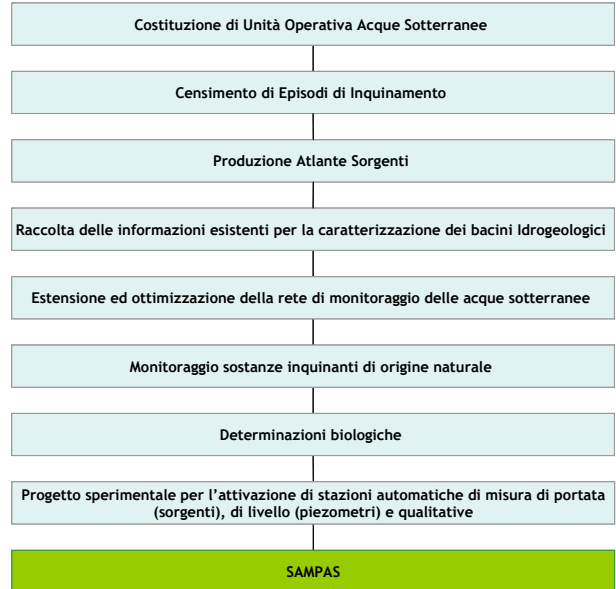 Costituzione di Unità Operativa Acque Sotterranee
Censimento di Episodi di Inquinamento
Produzione Atlante Sorgenti
Raccolta delle informazioni esistenti per la caratterizzazione dei bacini Idrogeologici
Estensione ed ottimizzazione della rete di monitoraggio delle acque sotterranee
Monitoraggio sostanze inquinanti di origine naturale
Determinazioni biologiche
Progetto sperimentale per l’attivazione di stazioni automatiche di misura di portata
(sorgenti), di livello (piezometri) e qualitative
SAMPAS